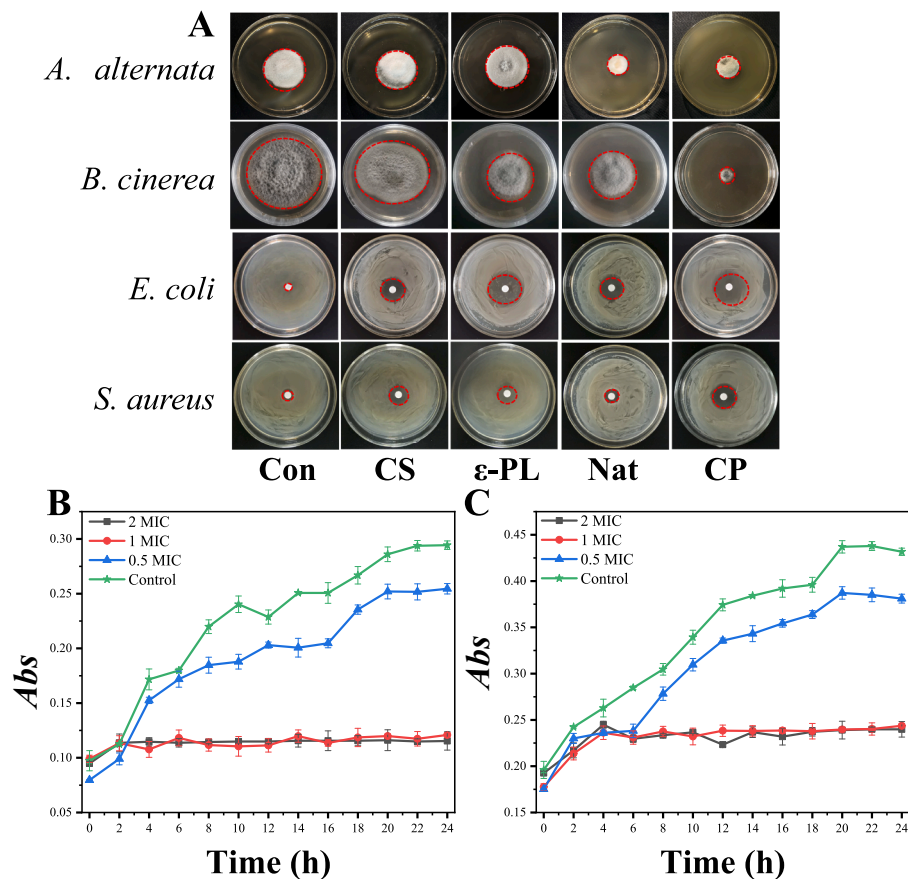 A
A. alternata
B. cinerea
E. coli
S. aureus
Con CS ε-PL Nat CP
B
2 MIC
1 MIC
0.5 MIC
Control
0.30
0.25
0.20
0.15
0.10
0.05
Abs
0 2 4 6 8 10 12 14 16 18 20 22 24
Time (h)
C
2 MIC
1 MIC
0.5 MIC
Control
0.45
0.40
0.35
0.30
0.25
0.20
0.15
Abs
0 2 4 6 8 10 12 14 16 18 20 22 24
Time (h)